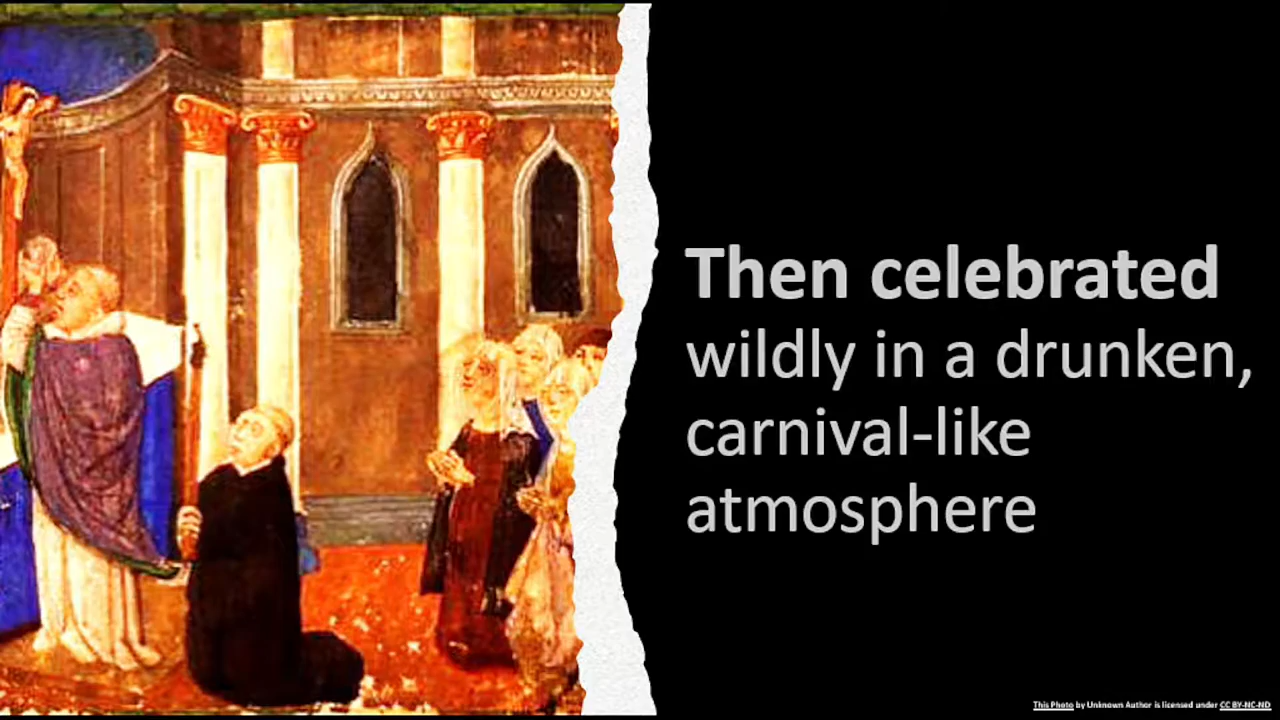 Then celebrated
wildly in a drunken,
carnival-like
atmosphere
This Photo by Unknown Author is licensed under CC BY-NC-ND